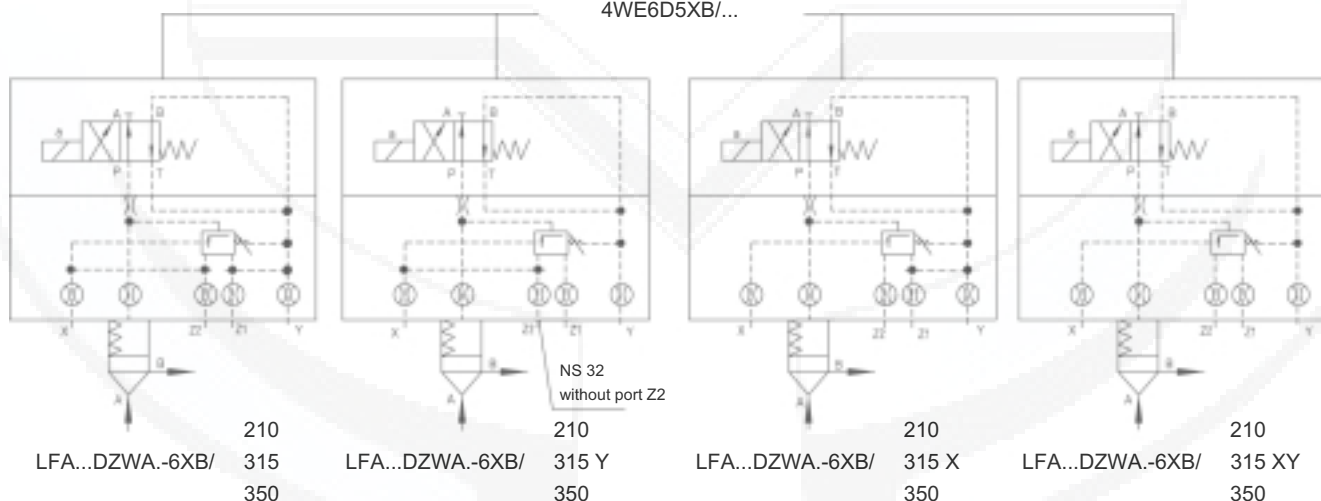 4WE6D5XB/...
A B A B A B A B
a a a a
P T P T P T P T
X Z2 Z1 Y X Z1 Y X Z2 Z1 Y X Z2 Z1 Y
B B B B
NS 32
without port Z2
A A A A
210 210 210 210
LFA...DZWA.-6XB/ 315 LFA...DZWA.-6XB/ 315 Y LFA...DZWA.-6XB/ 315 X LFA...DZWA.-6XB/ 315 XY
350 350 350 350